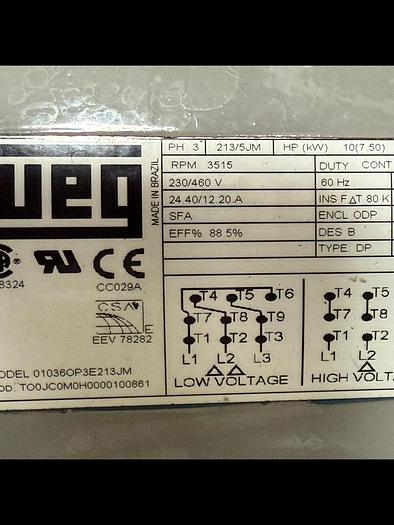 weg
MADE IN BRAZIL
PH 3~ 213/5JM HP (kW) 10(7.50)
RPM 3515 DUTY CONT
230/460 V 60 Hz
24.40/12.20.A INS F ΔT 80 K
SFA ENCL ODP
EFF% 88.5% DES B
TYPE: DP
8324
CC029A
CSA
E
EEV 78282
T4 T5 T6 T4 T5
T7 T8 T9 T7 T8
T1 T2 T3 T1 T2
L1 L2 L3 L1 L2
LOW VOLTAGE HIGH VOLTA
ODEL 01036OP3E213JM
OD. TO0JC0M0H0000100861